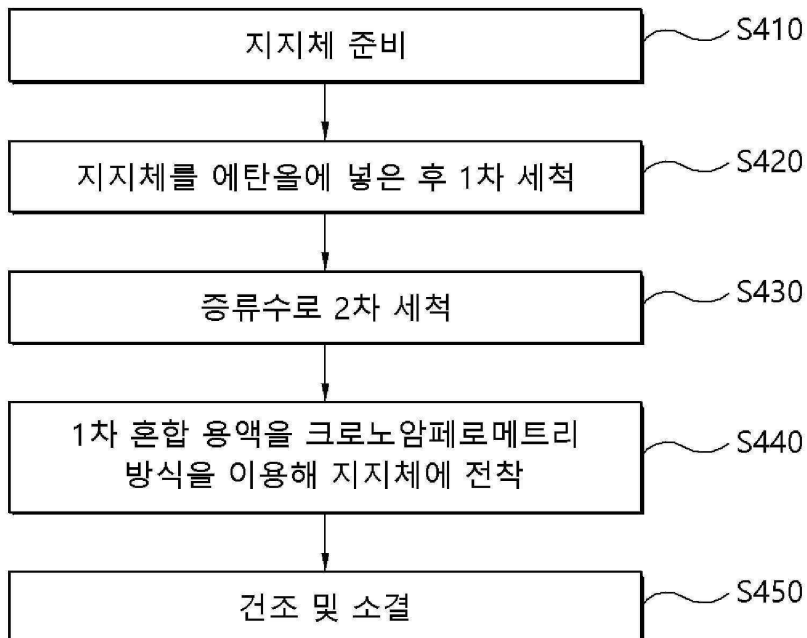 지지체 준비
S410
지지체를 에탄올에 넣은 후 1차 세척
S420
증류수로 2차 세척
S430
1차 혼합 용액을 크로노암페로메트리
방식을 이용해 지지체에 전착
S440
건조 및 소결
S450